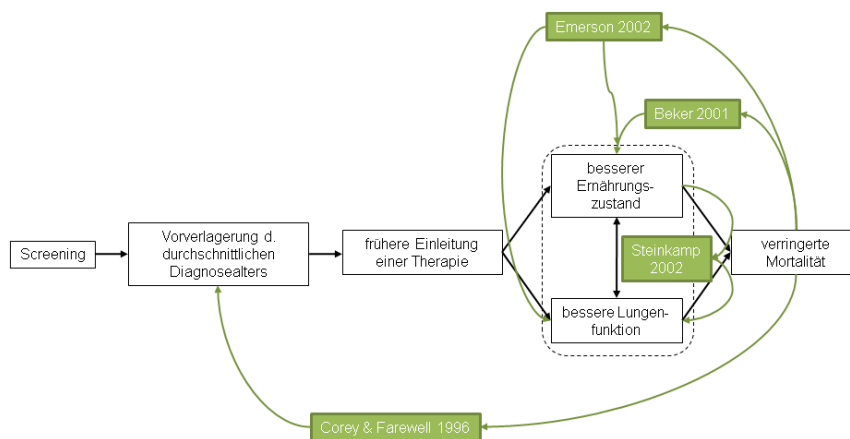 Emerson 2002
Beker 2001
besserer
Ernährungs-
zustand
Screening
Vorverlagerung d.
durchschnittlichen
Diagnosealters
frühere Einleitung
einer Therapie
Steinkamp
2002
verringerte
Mortalität
bessere Lungen-
funktion
Corey & Farewell 1996